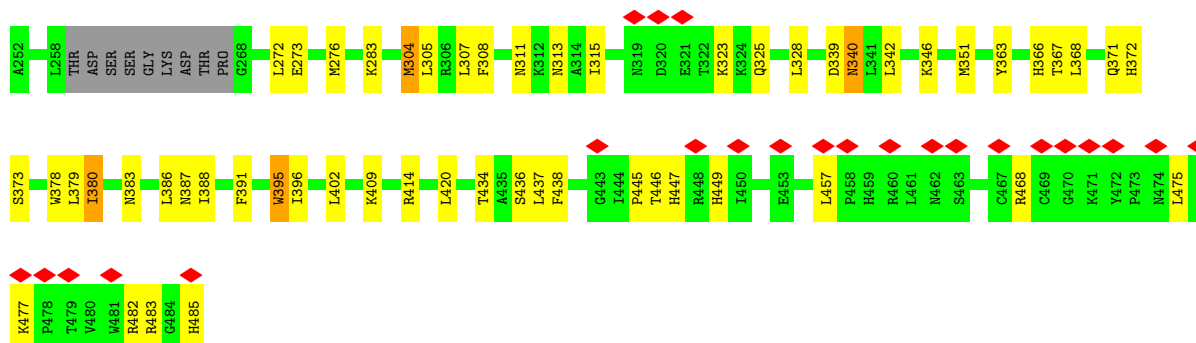 A252 L258 THR ASP SER SER GLY LYS ASP THR PRO G268 L272 E273 M276 K283 M304 L305 R306 L307 F308 N311 K312 N313 A314 I315 N319 D320 E321 T322 K323 K324 Q325 L328 D339 N340 L341 L342 K346 M351 Y363 H366 T367 L368 Q371 H372
S373 W378 L379 I380 N383 L386 N387 I388 F391 W395 I396 L402 K409 R414 L420 T434 A435 S436 L437 F438 G443 I444 P445 T446 H447 R448 H449 I450 E453 L457 P458 H459 R460 L461 N462 S463 C467 R468 C469 G470 K471 Y472 P473 N474 L475
K477 P478 T479 V480 W481 R482 R483 G484 H485